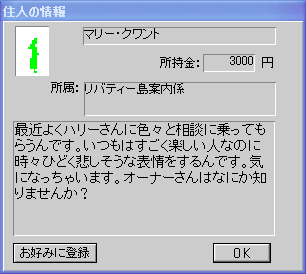 住人の情報
マリー・クワント
所持金: 3000 円
所属: リバティー島案内係
最近よくハリーさんに色々と相談に乗っても
らうんです。いつもはすごく楽しい人なのに
時々ひどく悲しそうな表情をするんです。気
になっちゃいます。オーナーさんはなにか知
りませんか？
お好みに登録 OK